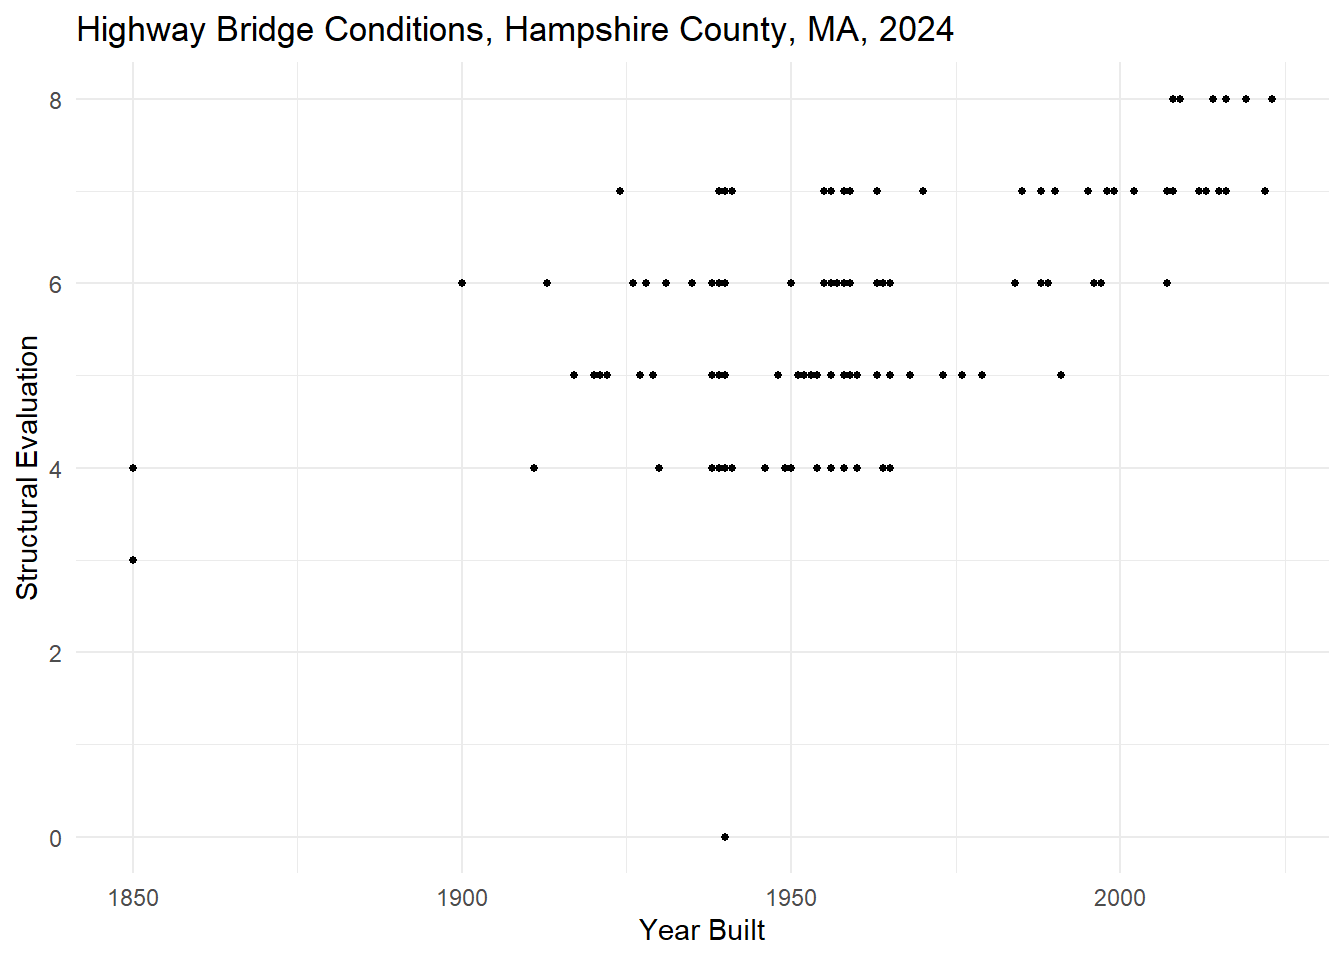 Highway Bridge Conditions, Hampshire County, MA, 2024
8
6
4
2
0
Structural Evaluation
1850 1900 1950 2000
Year Built